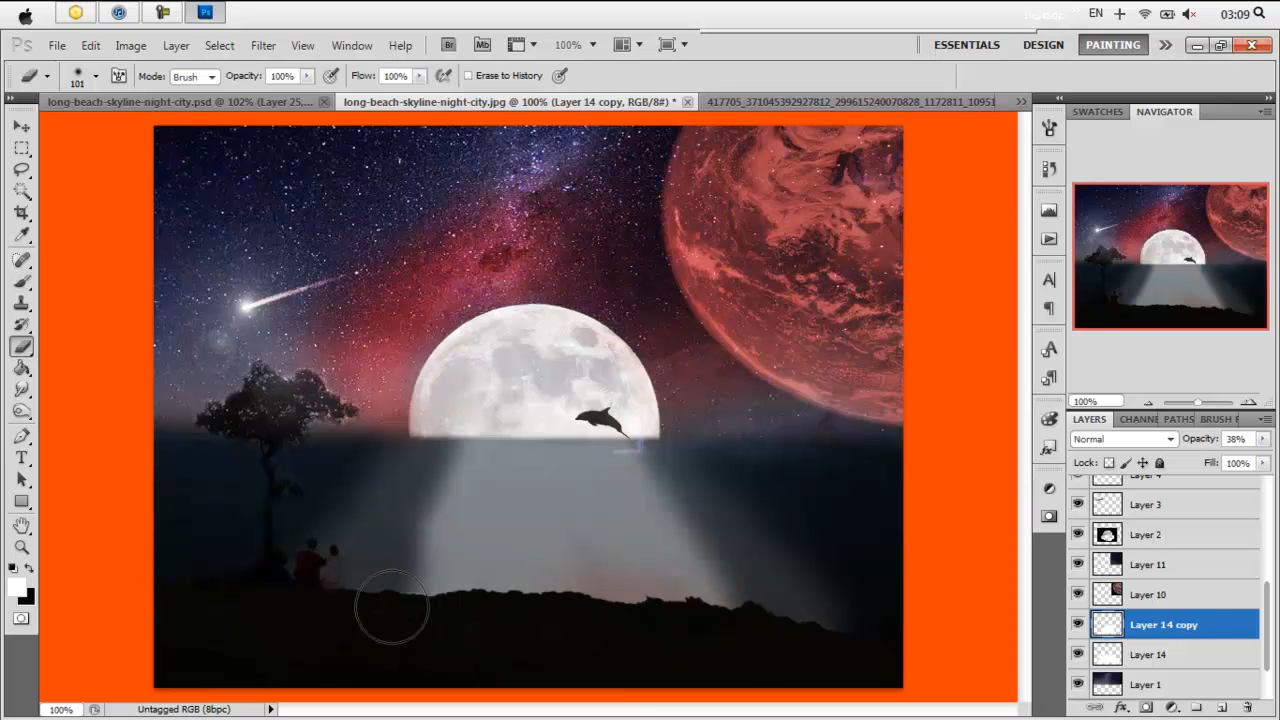 EN
03:09
Ps File Edit Image Layer Select Filter View Window Help Br Mb 100% ESSENTIALS DESIGN PAINTING
101 Mode: Brush Opacity: 100% Flow: 100% Erase to History
long-beach-skyline-night-city.psd @ 102% (Layer 25,...
long-beach-skyline-night-city.jpg @ 100% (Layer 14 copy, RGB/8#) *
417705_371045392927812_299615240070828_1172811_10951
SWATCHES NAVIGATOR
100%
LAYERS CHANN PATHS BRUSH F
Normal Opacity: 38%
Lock: Fill: 100%
Layer 4
Layer 3
Layer 2
Layer 11
Layer 10
Layer 14 copy
Layer 14
Layer 1
100% Untagged RGB (8bpc)